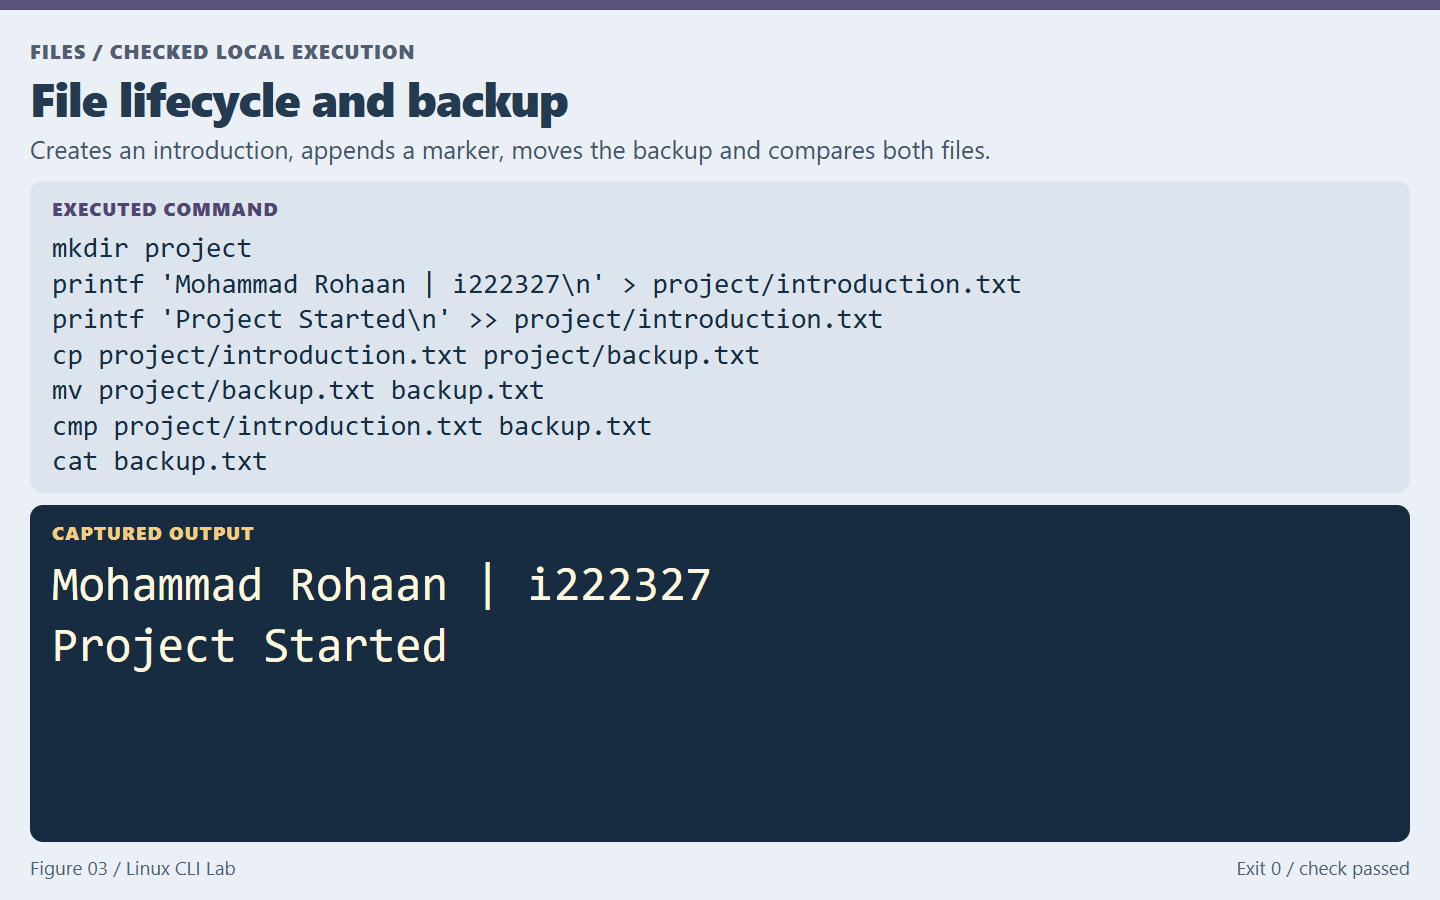 FILES / CHECKED LOCAL EXECUTION
File lifecycle and backup
Creates an introduction, appends a marker, moves the backup and compares both files.
EXECUTED COMMAND
mkdir project
printf 'Mohammad Rohaan | i222327\n' > project/introduction.txt
printf 'Project Started\n' >> project/introduction.txt
cp project/introduction.txt project/backup.txt
mv project/backup.txt backup.txt
cmp project/introduction.txt backup.txt
cat backup.txt
CAPTURED OUTPUT
Mohammad Rohaan | i222327
Project Started
Figure 03 / Linux CLI Lab
Exit 0 / check passed